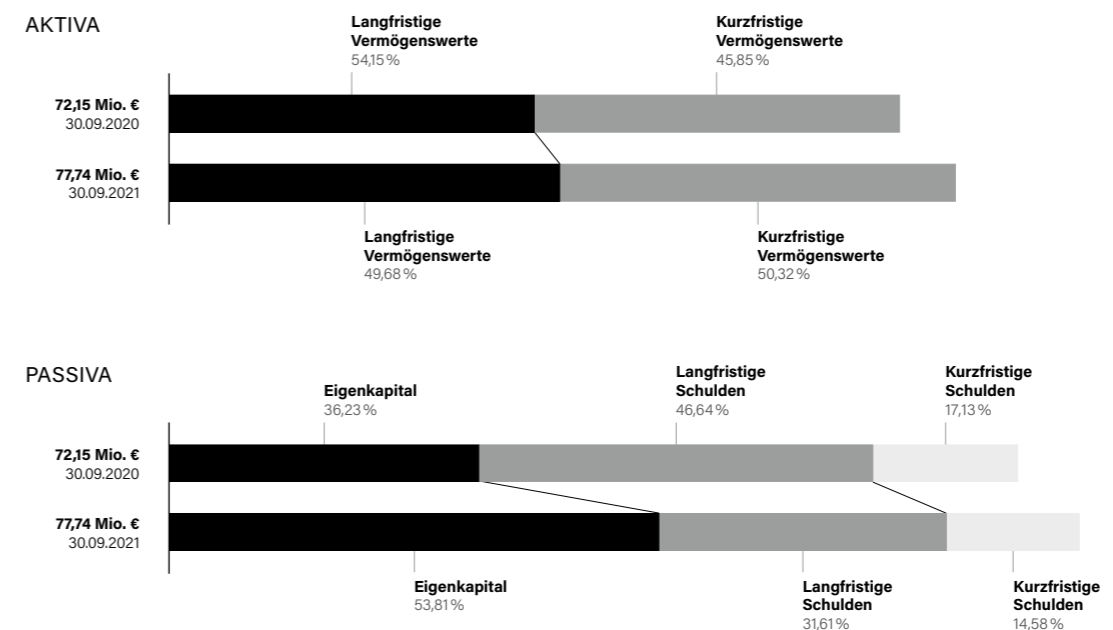 AKTIVA
Langfristige
Vermögenswerte
54,15 %
Kurzfristige
Vermögenswerte
45,85 %
72,15 Mio. €
30.09.2020
77,74 Mio. €
30.09.2021
Langfristige
Vermögenswerte
49,68 %
Kurzfristige
Vermögenswerte
50,32 %
PASSIVA
Eigenkapital
36,23 %
Langfristige
Schulden
46,64 %
Kurzfristige
Schulden
17,13 %
72,15 Mio. €
30.09.2020
77,74 Mio. €
30.09.2021
Eigenkapital
53,81 %
Langfristige
Schulden
31,61 %
Kurzfristige
Schulden
14,58 %